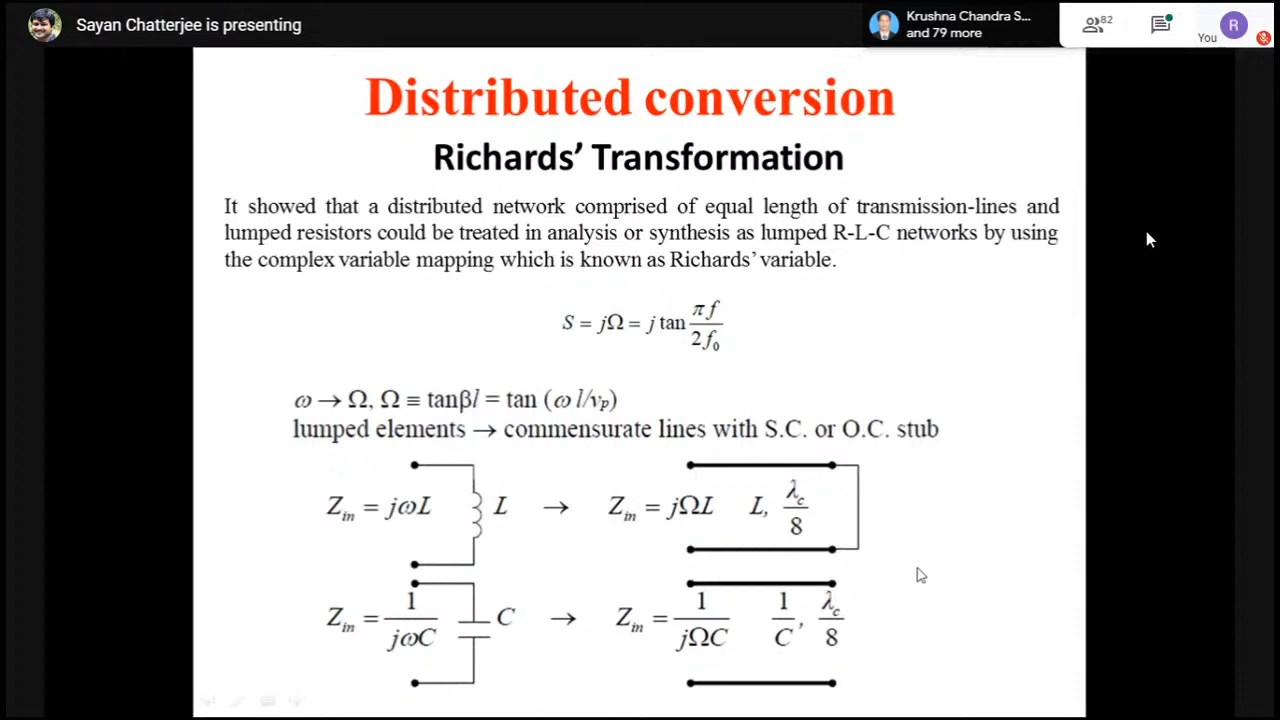 Sayan Chatterjee is presenting
Krushna Chandra S...
and 79 more
82
You
R
Distributed conversion
Richards' Transformation
It showed that a distributed network comprised of equal length of transmission-lines and
lumped resistors could be treated in analysis or synthesis as lumped R-L-C networks by using
the complex variable mapping which is known as Richards' variable.
S = jΩ = j tan πf / 2f₀
ω → Ω, Ω ≡ tanβl = tan (ω l/vₚ)
lumped elements → commensurate lines with S.C. or O.C. stub
Z_in = jωL L → Z_in = jΩL L, λ_c / 8
Z_in = 1 / jωC C → Z_in = 1 / jΩC 1 / C, λ_c / 8